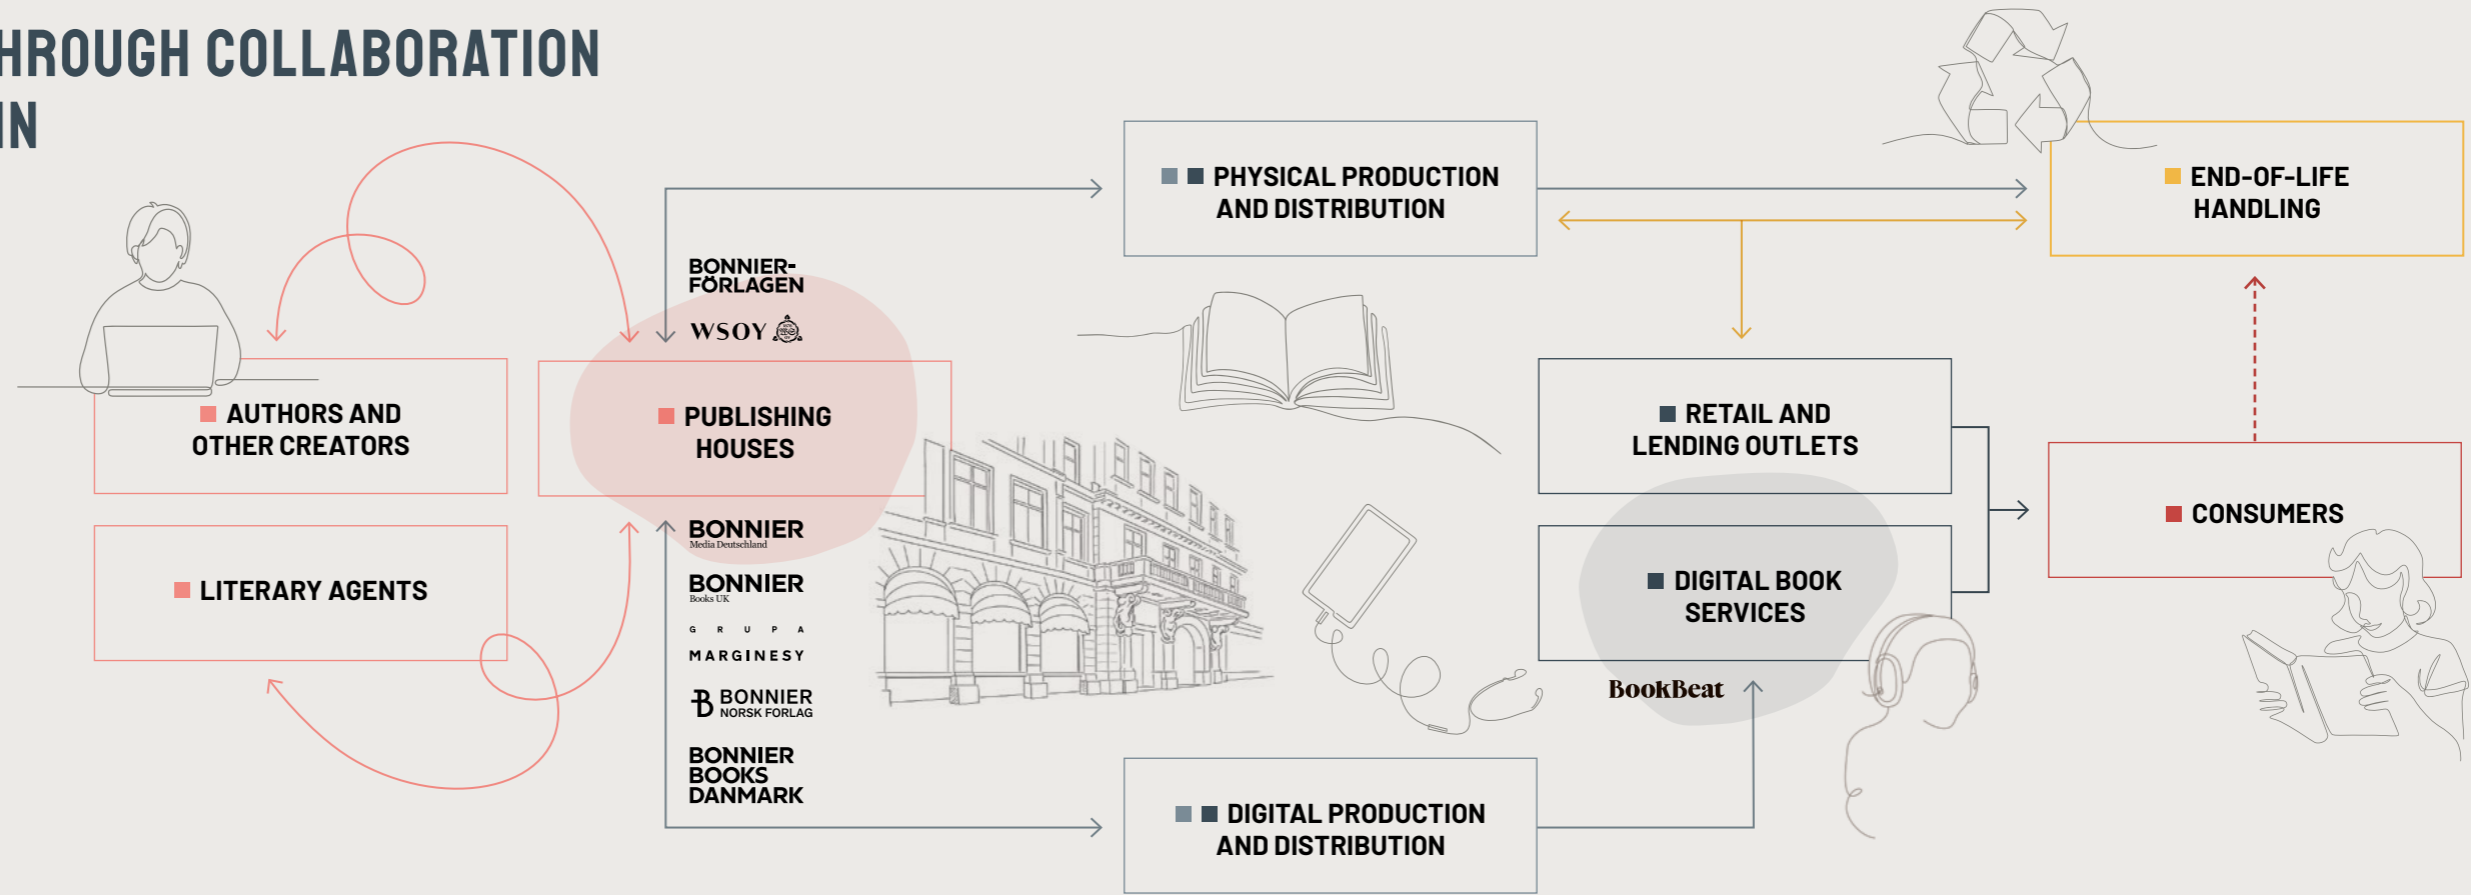 HROUGH COLLABORATION
IN
AUTHORS AND
OTHER CREATORS
LITERARY AGENTS
BONNIER-
FÖRLAGEN
WSOY
PUBLISHING
HOUSES
BONNIER
Media Deutschland
BONNIER
Books UK
GRUPA
MARGINESY
BONNIER
NORSK FORLAG
BONNIER
BOOKS
DANMARK
PHYSICAL PRODUCTION
AND DISTRIBUTION
DIGITAL PRODUCTION
AND DISTRIBUTION
RETAIL AND
LENDING OUTLETS
DIGITAL BOOK
SERVICES
BookBeat
END-OF-LIFE
HANDLING
CONSUMERS